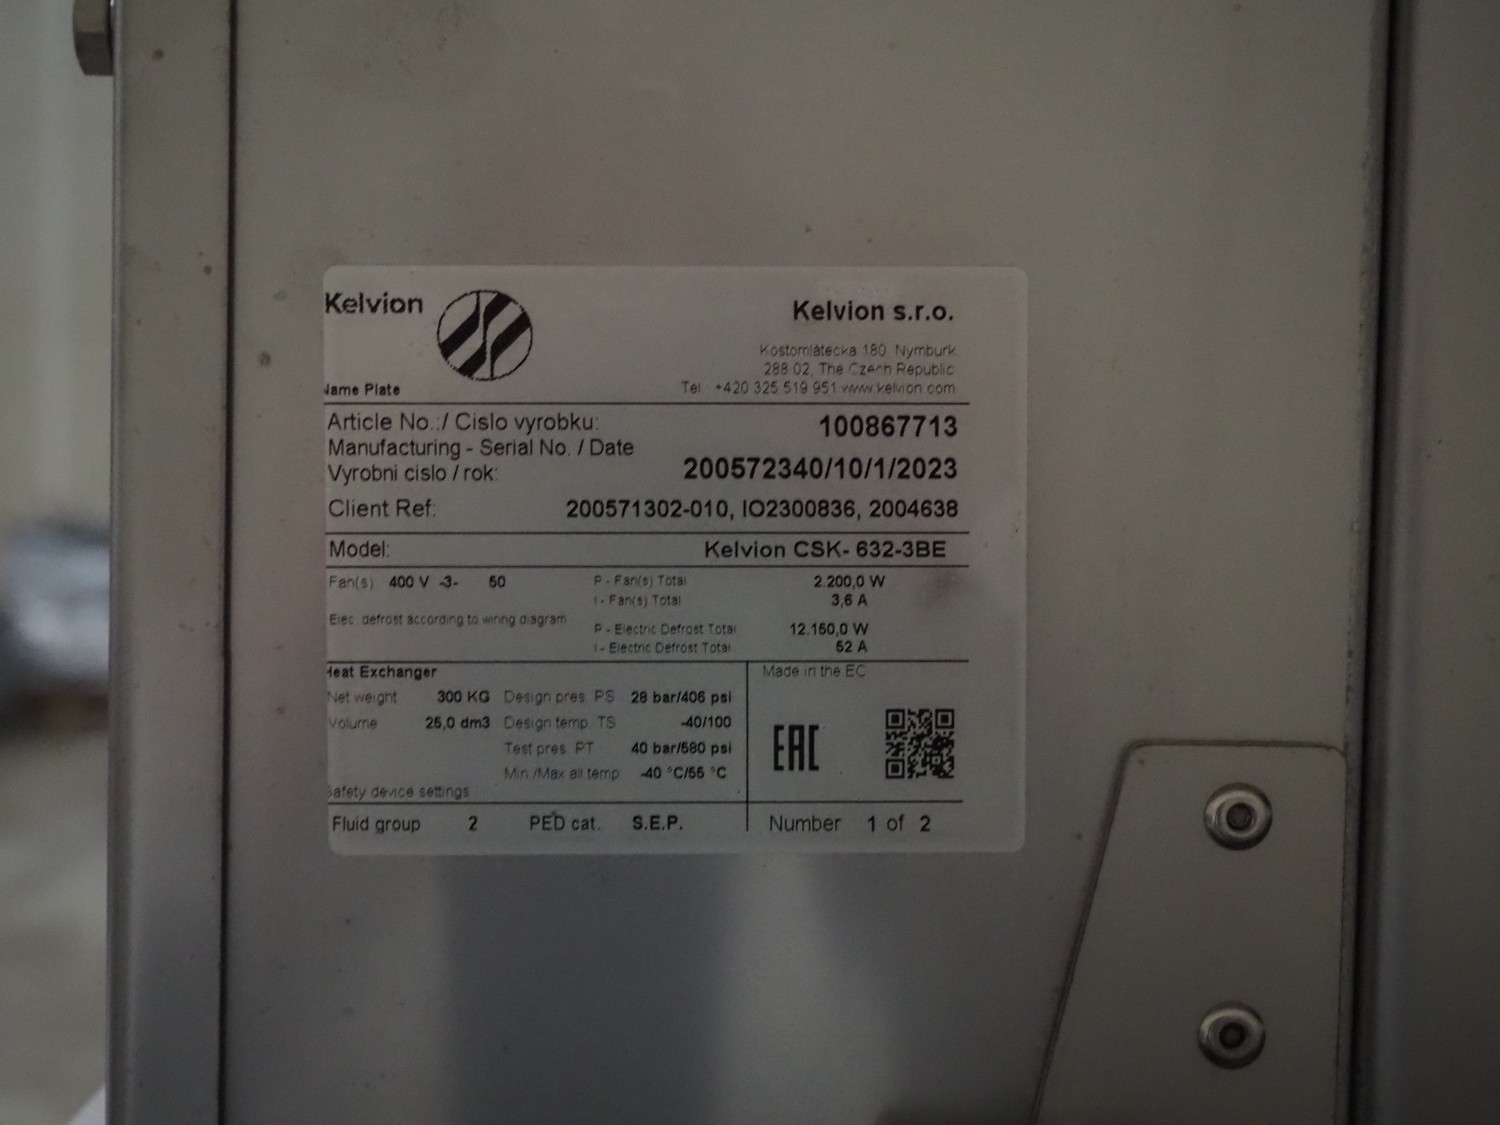 Kelvion
Kelvion s.r.o.
Kostomlátecka 180, Nymburk
288 02, The Czech Republic
Tel.: +420 325 519 951 www.kelvion.com
Name Plate
Article No.:/ Cislo vyrobku: 100867713
Manufacturing - Serial No. / Date
Vyrobni cislo / rok: 200572340/10/1/2023
Client Ref: 200571302-010, IO2300836, 2004638
Model: Kelvion CSK- 632-3BE
Fan(s) 400 V -3- 50 P - Fan(s) Total 2.200,0 W
I - Fan(s) Total 3,6 A
Elec. defrost according to wiring diagram
P - Electric Defrost Total 12.150,0 W
I - Electric Defrost Total 52 A
Heat Exchanger
Net weight 300 KG Design pres. PS 28 bar/406 psi
Volume 25,0 dm3 Design temp. TS -40/100
Test pres. PT 40 bar/580 psi
Min./Max all temp -40 °C/55 °C
Safety device settings
Made in the EC
EAC
Fluid group 2 PED cat. S.E.P. Number 1 of 2